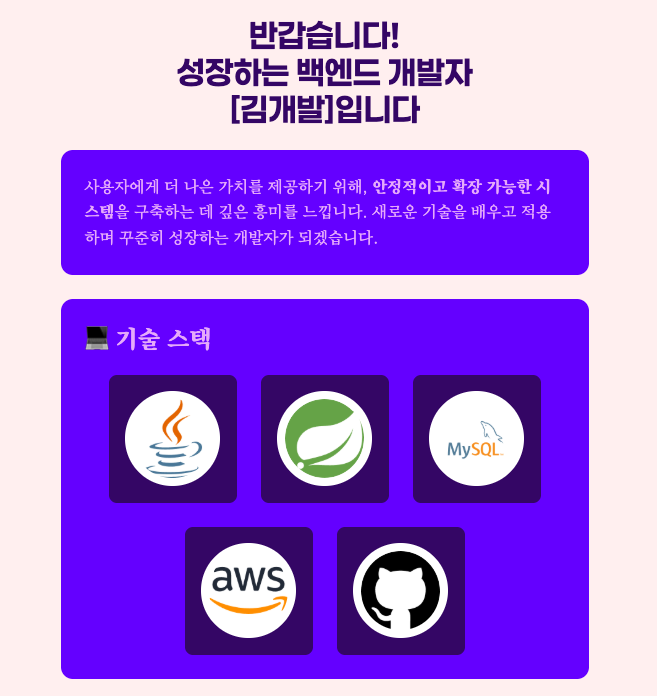 반갑습니다!
성장하는 백엔드 개발자
[김개발]입니다
사용자에게 더 나은 가치를 제공하기 위해, 안정적이고 확장 가능한 시
스템을 구축하는 데 깊은 흥미를 느낍니다. 새로운 기술을 배우고 적용
하며 꾸준히 성장하는 개발자가 되겠습니다.
💻 기술 스택
MySQL
aws